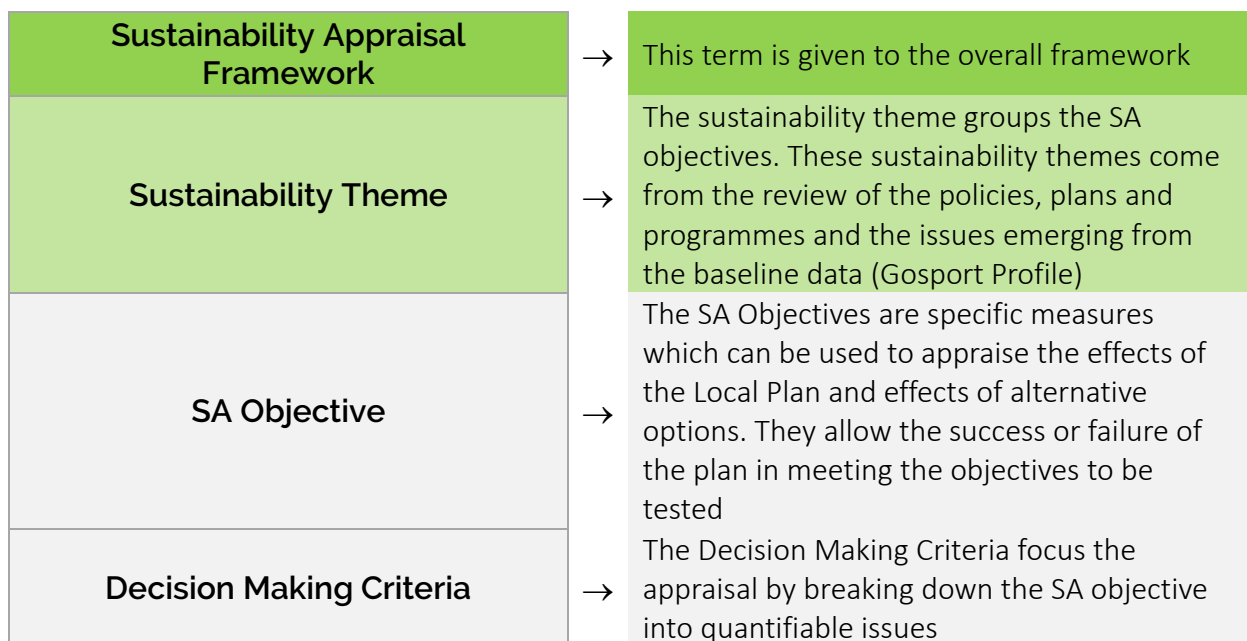 Sustainability Appraisal
Framework
→
This term is given to the overall framework
Sustainability Theme
→
The sustainability theme groups the SA
objectives. These sustainability themes come
from the review of the policies, plans and
programmes and the issues emerging from
the baseline data (Gosport Profile)
SA Objective
→
The SA Objectives are specific measures
which can be used to appraise the effects of
the Local Plan and effects of alternative
options. They allow the success or failure of
the plan in meeting the objectives to be
tested
Decision Making Criteria
→
The Decision Making Criteria focus the
appraisal by breaking down the SA objective
into quantifiable issues